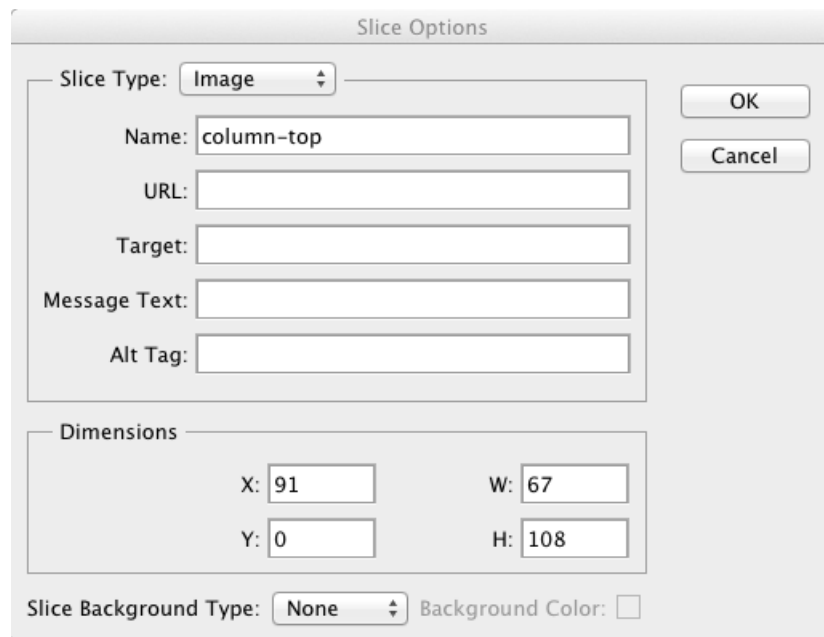 Slice Options
Slice Type: Image
OK
Name: column-top
Cancel
URL:
Target:
Message Text:
Alt Tag:
Dimensions
X: 91 W: 67
Y: 0 H: 108
Slice Background Type: None Background Color: